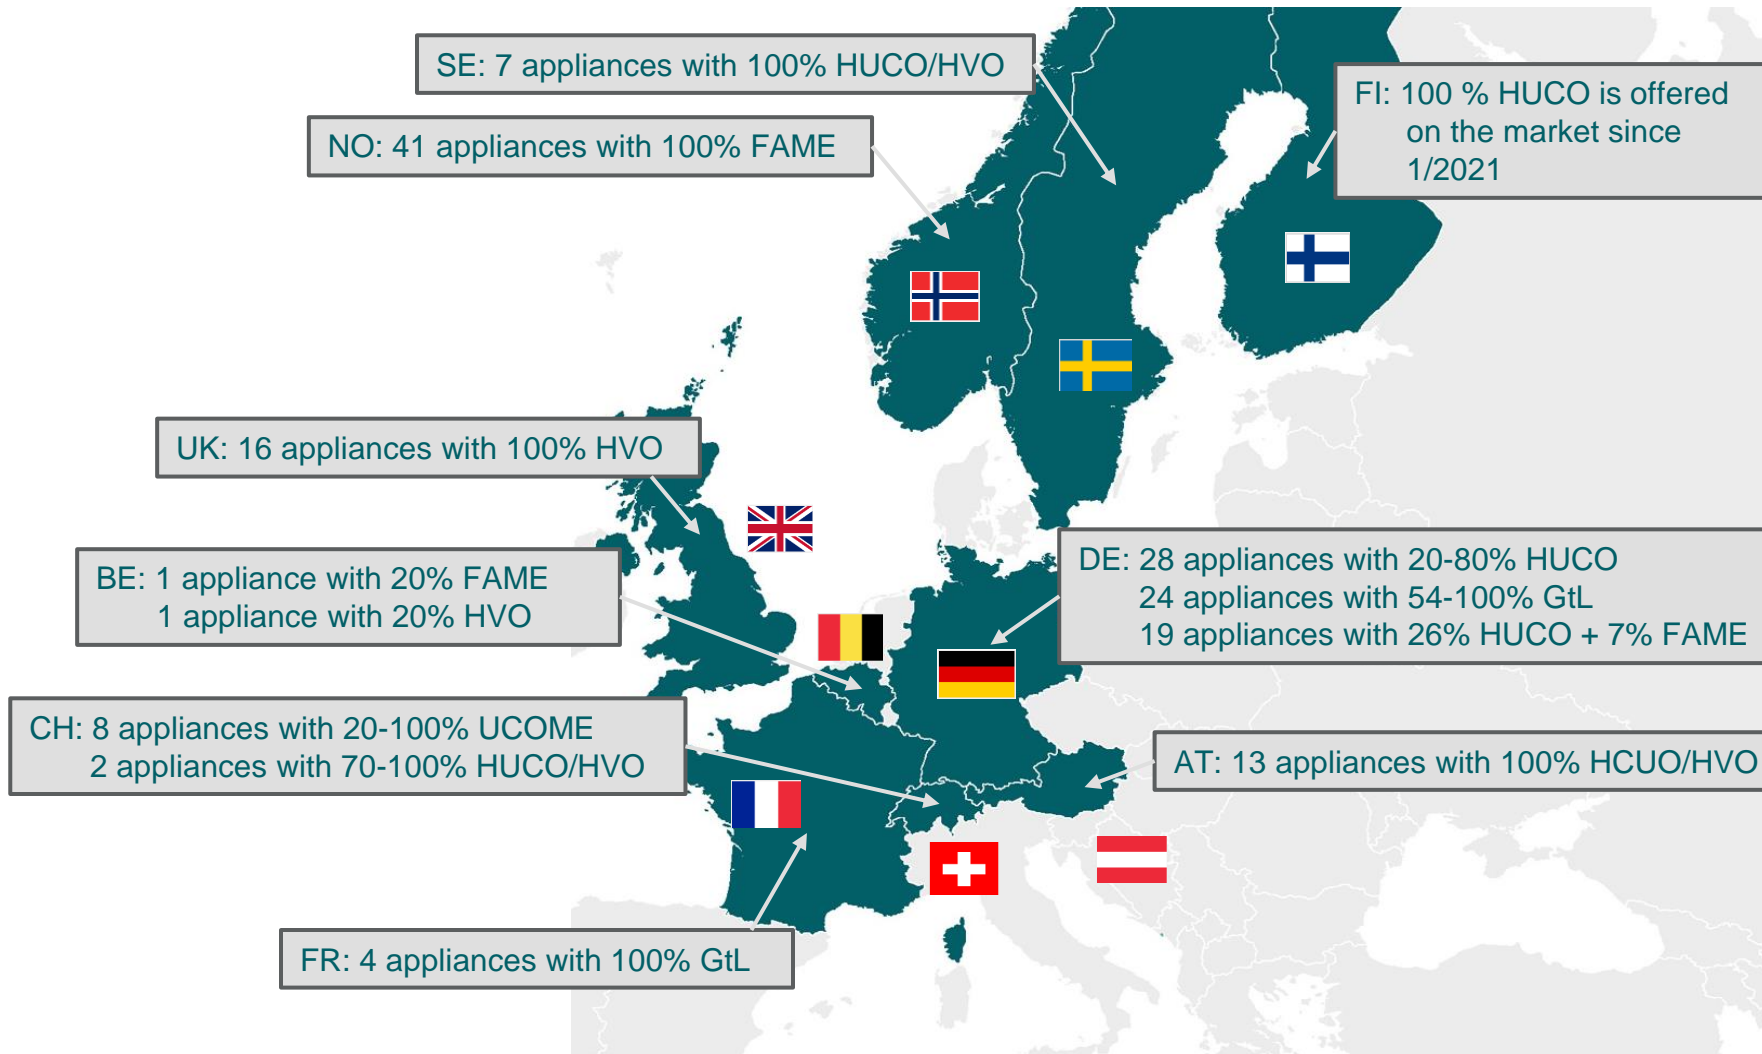 SE: 7 appliances with 100% HUCO/HVO
FI: 100 % HUCO is offered
on the market since
1/2021
NO: 41 appliances with 100% FAME
UK: 16 appliances with 100% HVO
BE: 1 appliance with 20% FAME
1 appliance with 20% HVO
DE: 28 appliances with 20-80% HUCO
24 appliances with 54-100% GtL
19 appliances with 26% HUCO + 7% FAME
CH: 8 appliances with 20-100% UCOME
2 appliances with 70-100% HUCO/HVO
AT: 13 appliances with 100% HCUO/HVO
FR: 4 appliances with 100% GtL